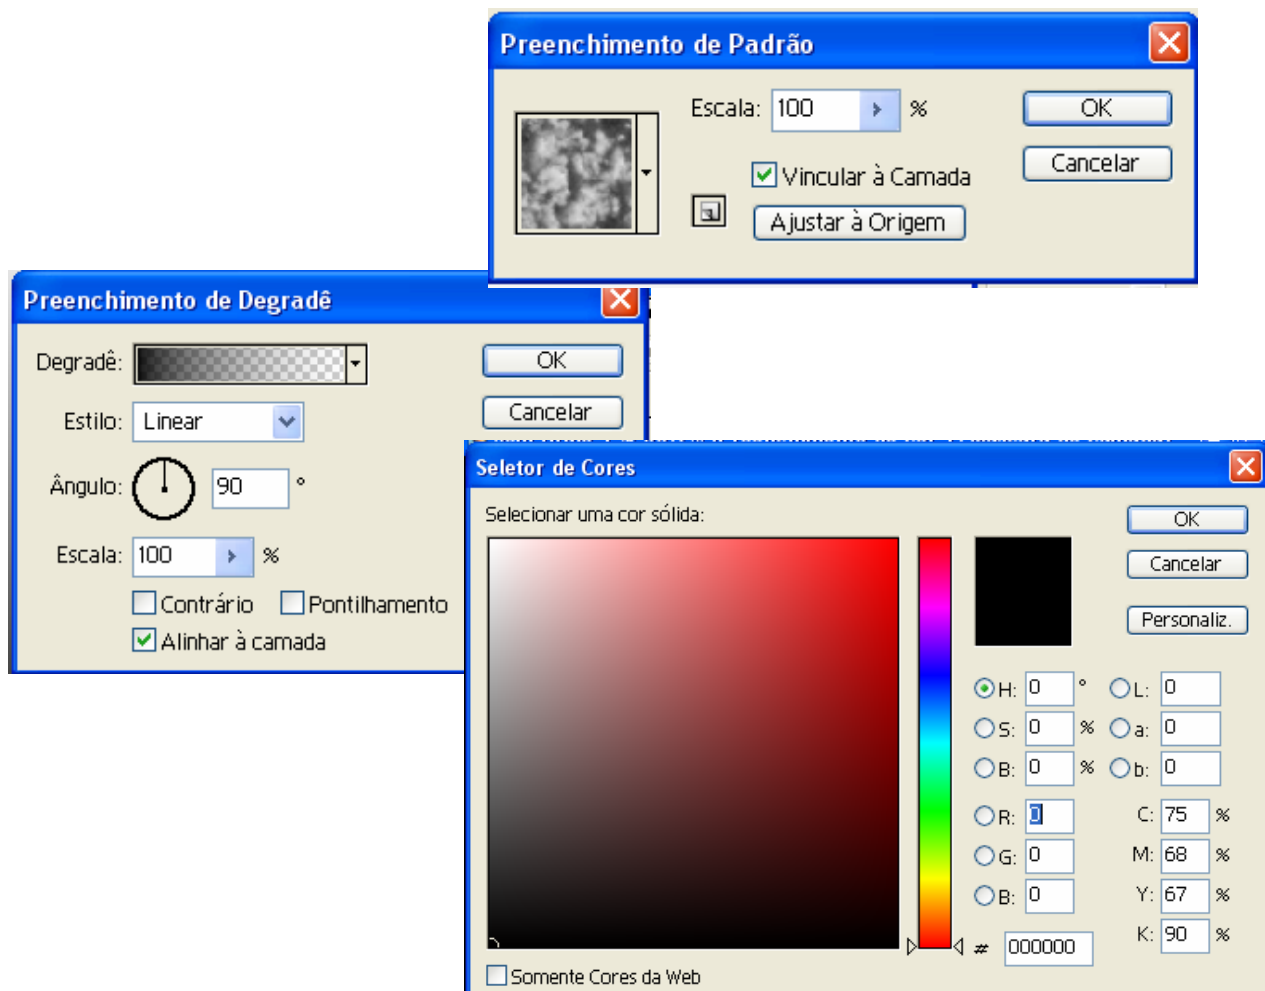 Preenchimento de Padrão
Escala: 100 %
OK
Vincular à Camada
Cancelar
Ajustar à Origem
Preenchimento de Degradê
Degradê:
OK
Estilo: Linear
Cancelar
Ângulo: 90 °
Escala: 100 %
Contrário Pontilhamento
Alinhar à camada
Seletor de Cores
Selecionar uma cor sólida:
OK
Cancelar
Personaliz.
H: 0 ° L: 0
S: 0 % a: 0
B: 0 % b: 0
R: 0 C: 75 %
G: 0 M: 68 %
B: 0 Y: 67 %
# 000000 K: 90 %
Somente Cores da Web